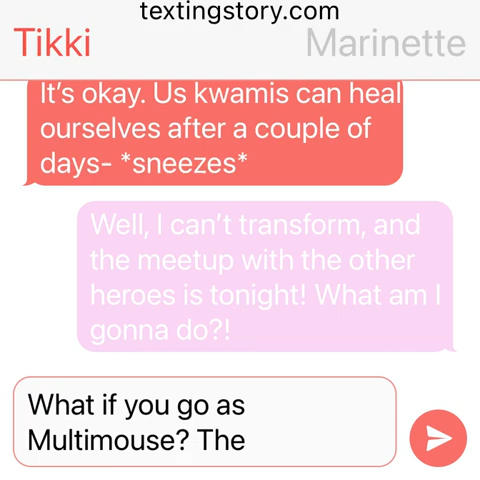 textingstory.com
Tikki
Marinette
It's okay. Us kwamis can heal
ourselves after a couple of
days- *sneezes*
Well, I can't transform, and
the meetup with the other
heroes is tonight! What am I
gonna do?!
What if you go as
Multimouse? The